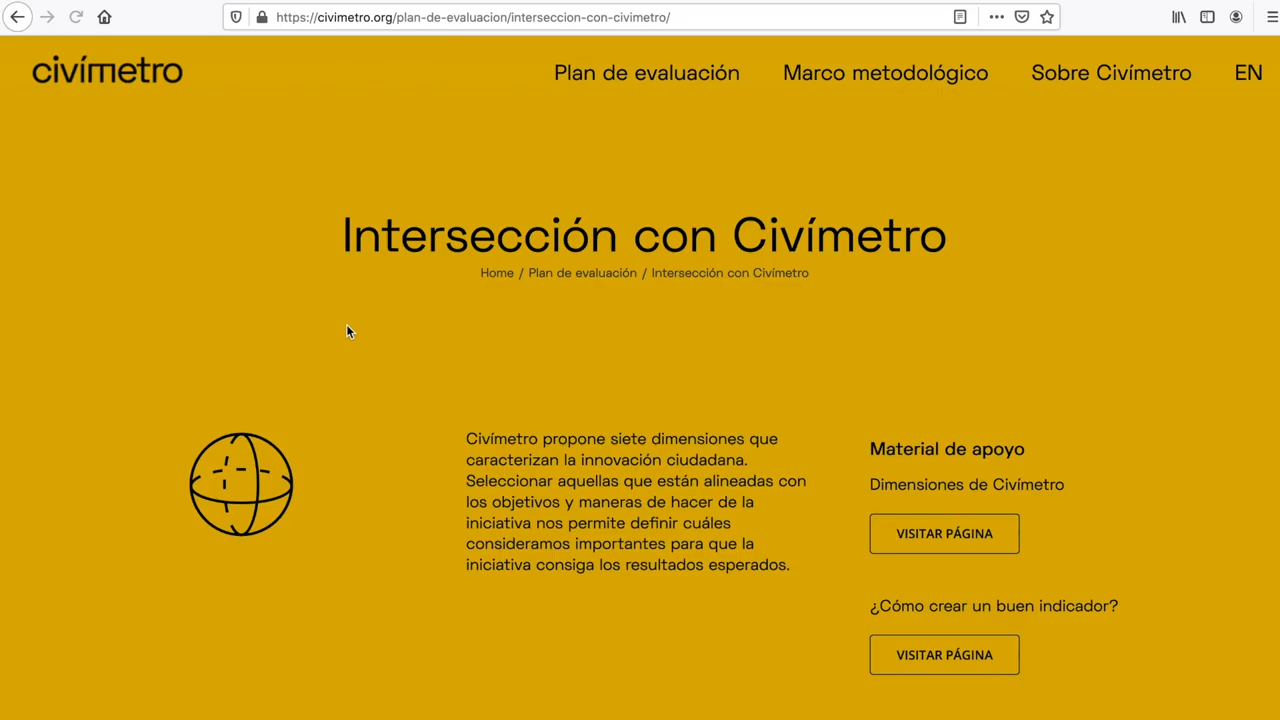 https://civimetro.org/plan-de-evaluacion/interseccion-con-civimetro/
civímetro
Plan de evaluación
Marco metodológico
Sobre Civímetro
EN
Intersección con Civímetro
Home / Plan de evaluación / Intersección con Civímetro
Civímetro propone siete dimensiones que
caracterizan la innovación ciudadana.
Seleccionar aquellas que están alineadas con
los objetivos y maneras de hacer de la
iniciativa nos permite definir cuáles
consideramos importantes para que la
iniciativa consiga los resultados esperados.
Material de apoyo
Dimensiones de Civímetro
VISITAR PÁGINA
¿Cómo crear un buen indicador?
VISITAR PÁGINA